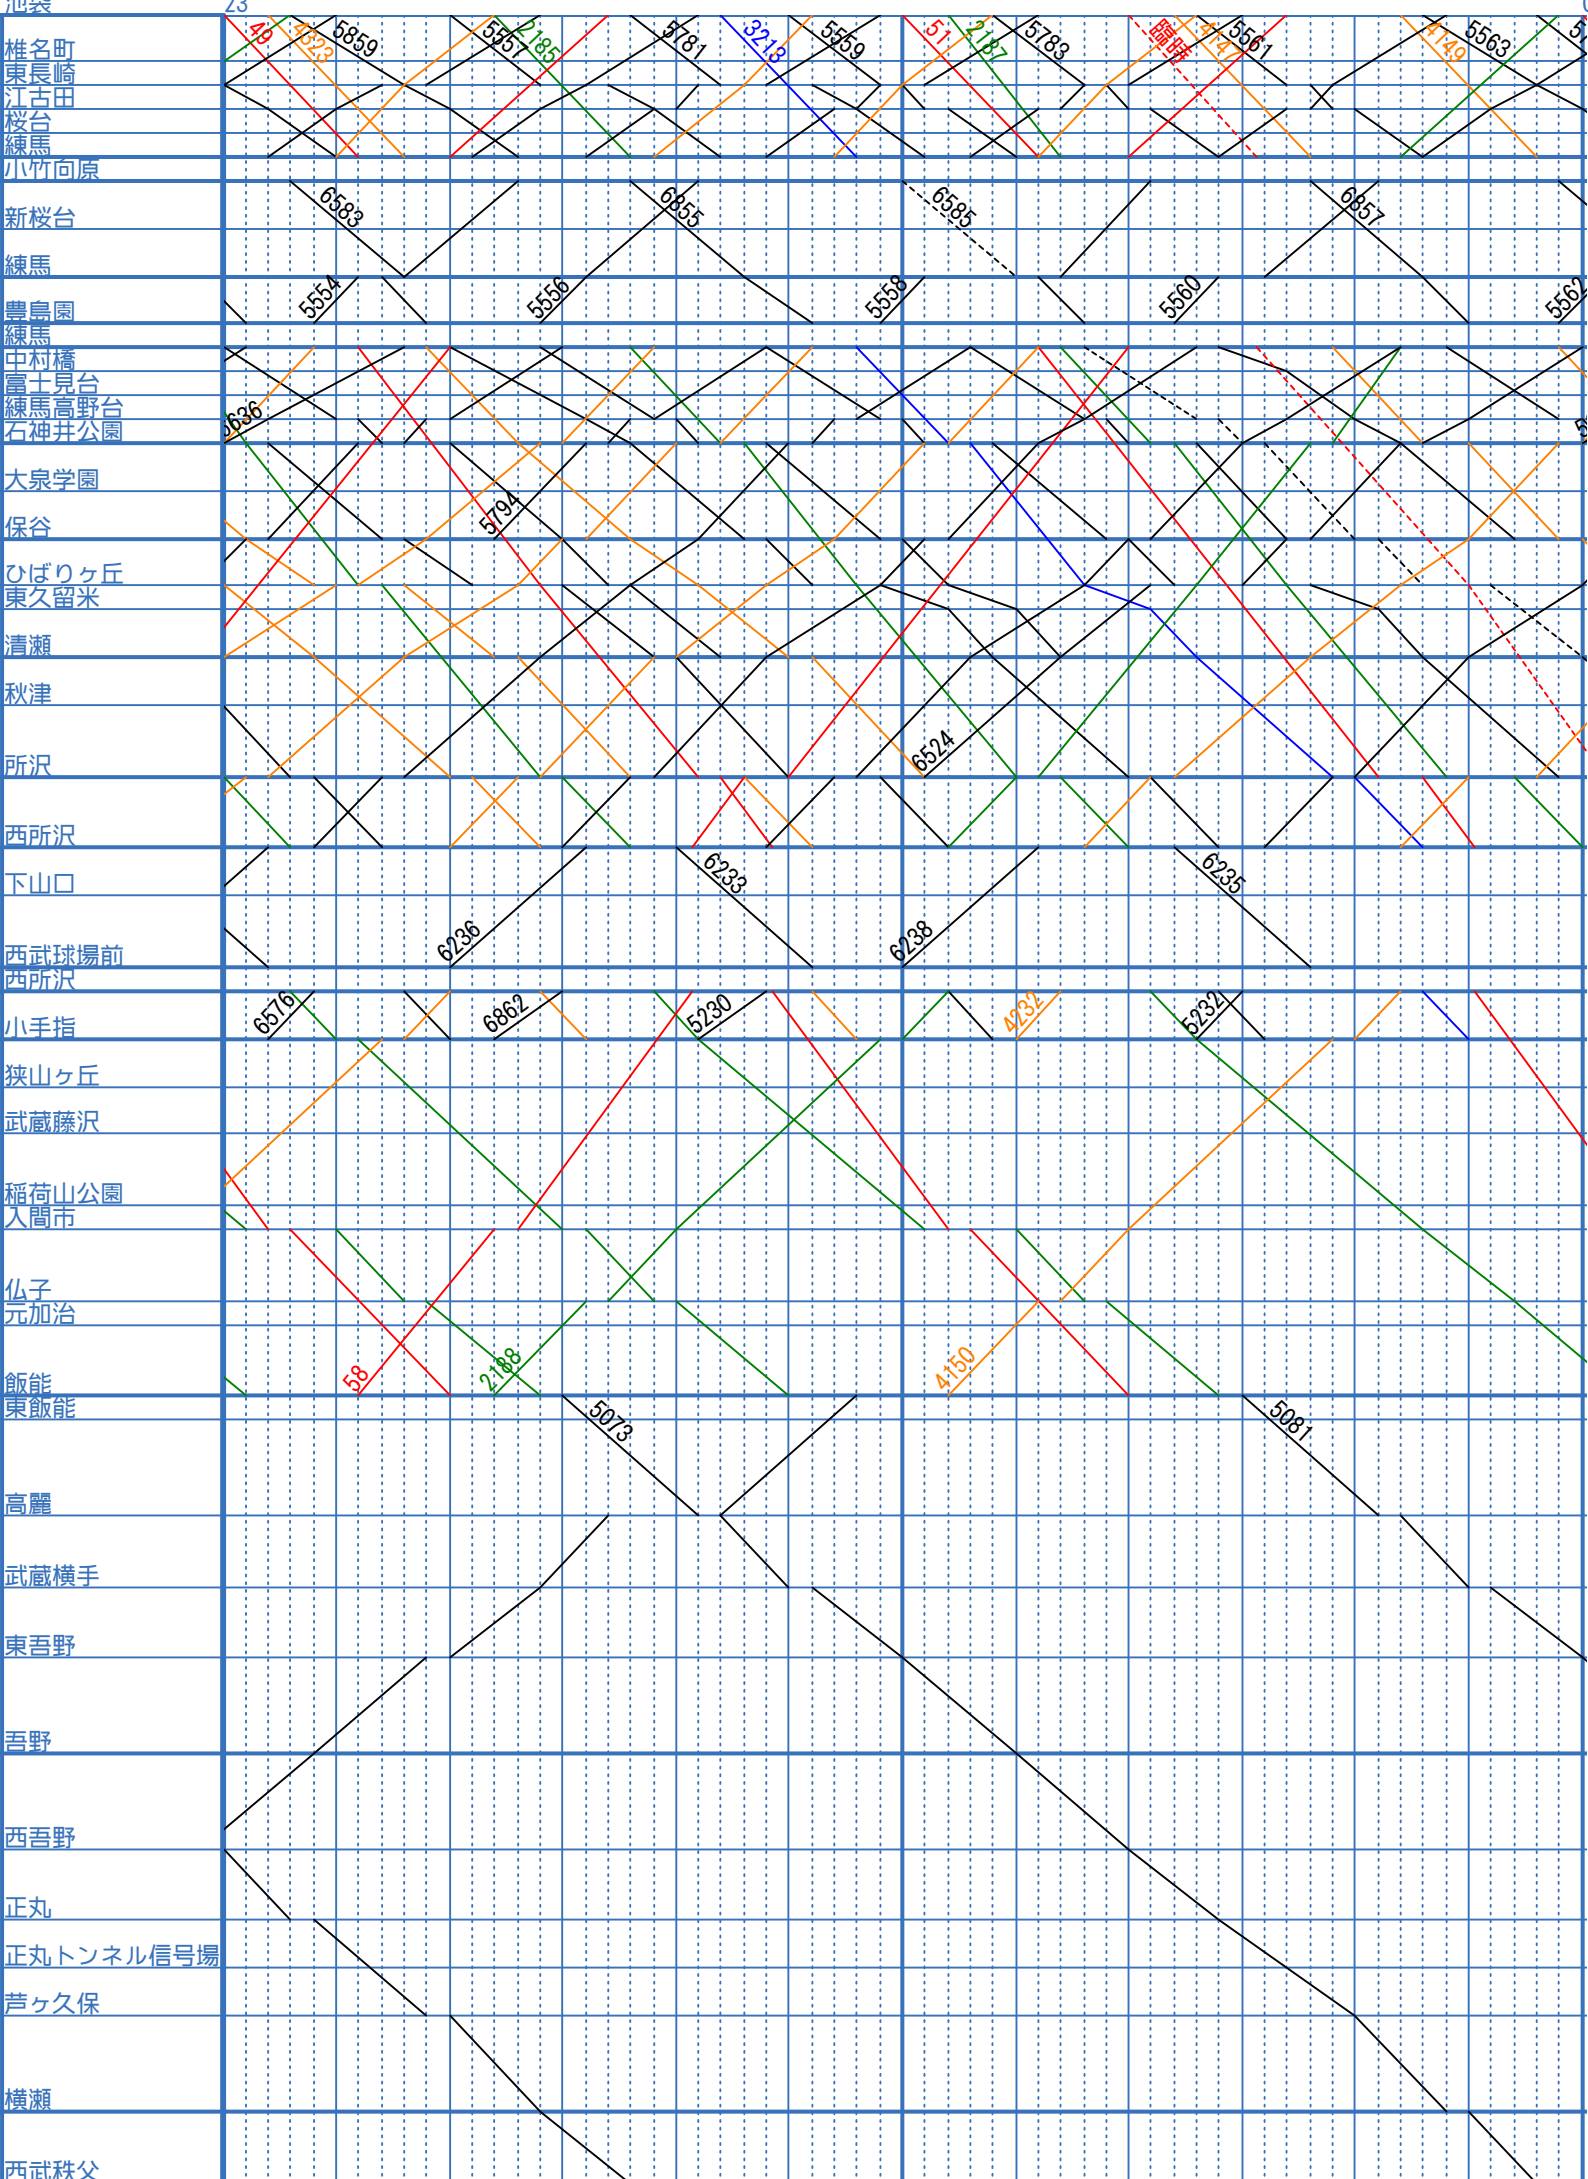 池袋
23
椎名町
東長崎
江古田
桜台
練馬
小竹向原
新桜台
練馬
豊島園
練馬
中村橋
富士見台
練馬高野台
石神井公園
大泉学園
保谷
ひばりヶ丘
東久留米
清瀬
秋津
所沢
西所沢
下山口
西武球場前
西所沢
小手指
狭山ヶ丘
武蔵藤沢
稲荷山公園
入間市
仏子
元加治
飯能
東飯能
高麗
武蔵横手
東吾野
吾野
西吾野
正丸
正丸トンネル信号場
芦ヶ久保
横瀬
西武秩父
49
4323
5859
5557
2185
5781
3213
5559
51
2187
5783
臨時
5561
4149
5563
6583
6855
6585
6857
5554
5556
5558
5560
5562
5636
5794
6524
6233
6235
6236
6238
6576
6862
5230
4232
5232
58
2188
4150
5073
5081